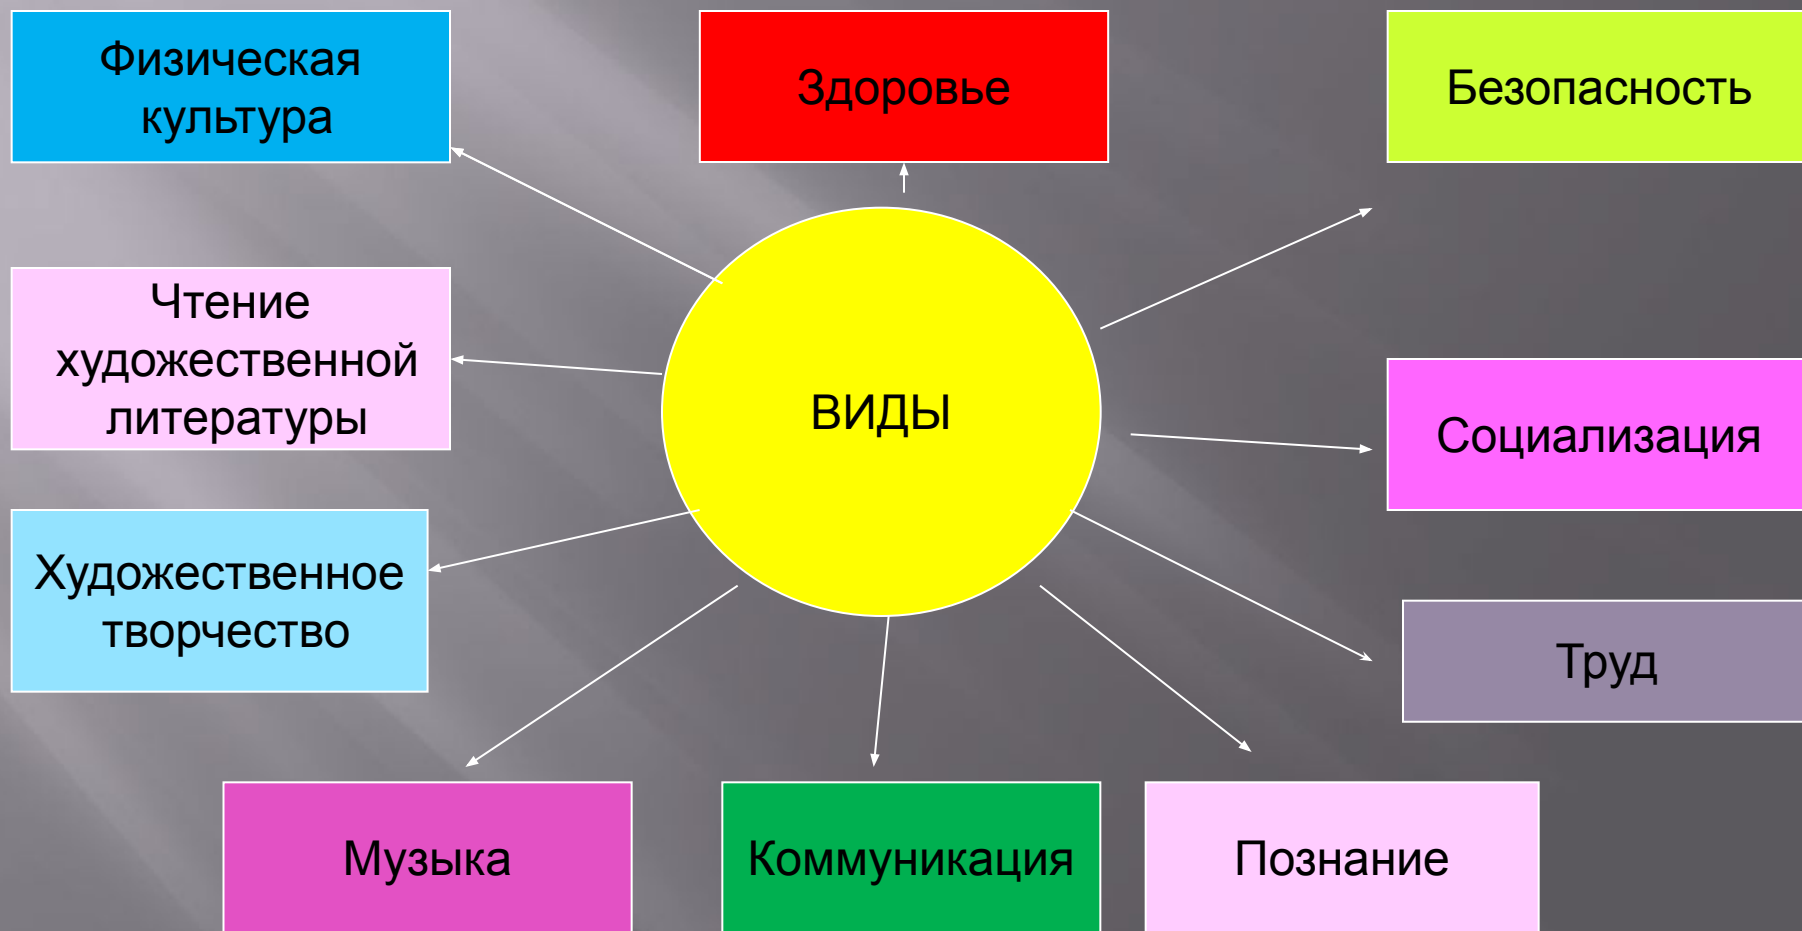 Физическая
культура
Здоровье
Безопасность
Чтение
художественной
литературы
ВИДЫ
Социализация
Художественное
творчество
Труд
Музыка
Коммуникация
Познание